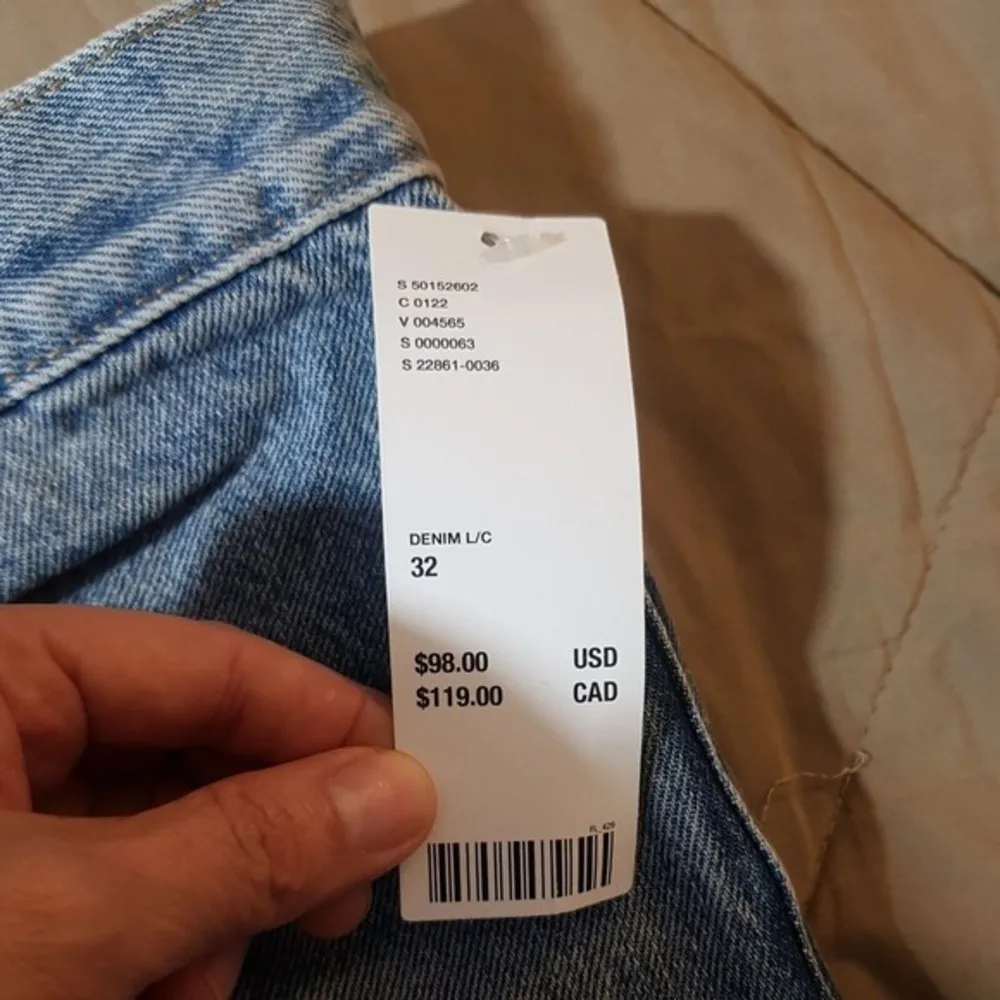 S 50152602
C 0122
V 004565
S 0000063
S 22861-0036
DENIM L/C
32
$98.00 USD
$119.00 CAD